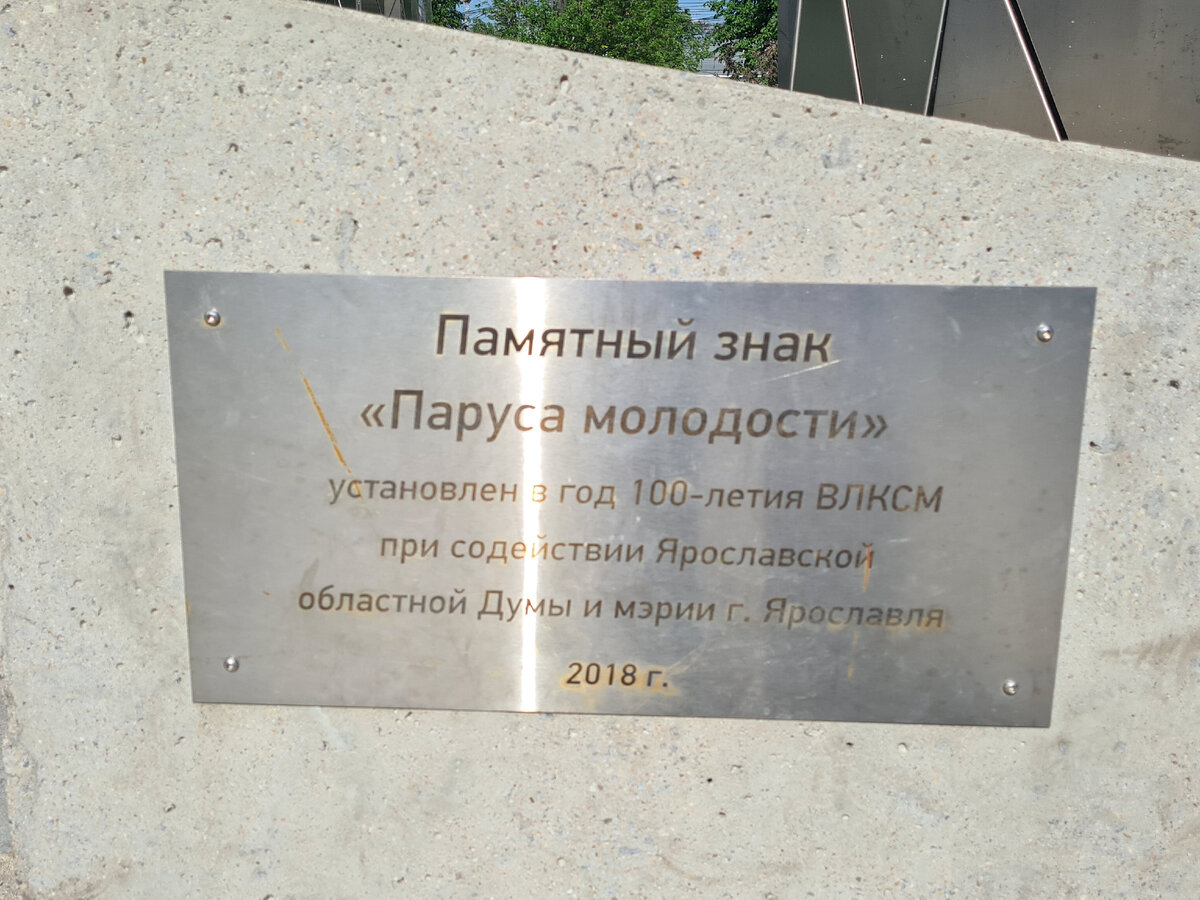 Памятный знак
«Паруса молодости»
установлен в год 100-летия ВЛКСМ
при содействии Ярославской
областной Думы и мэрии г. Ярославля
2018 г.